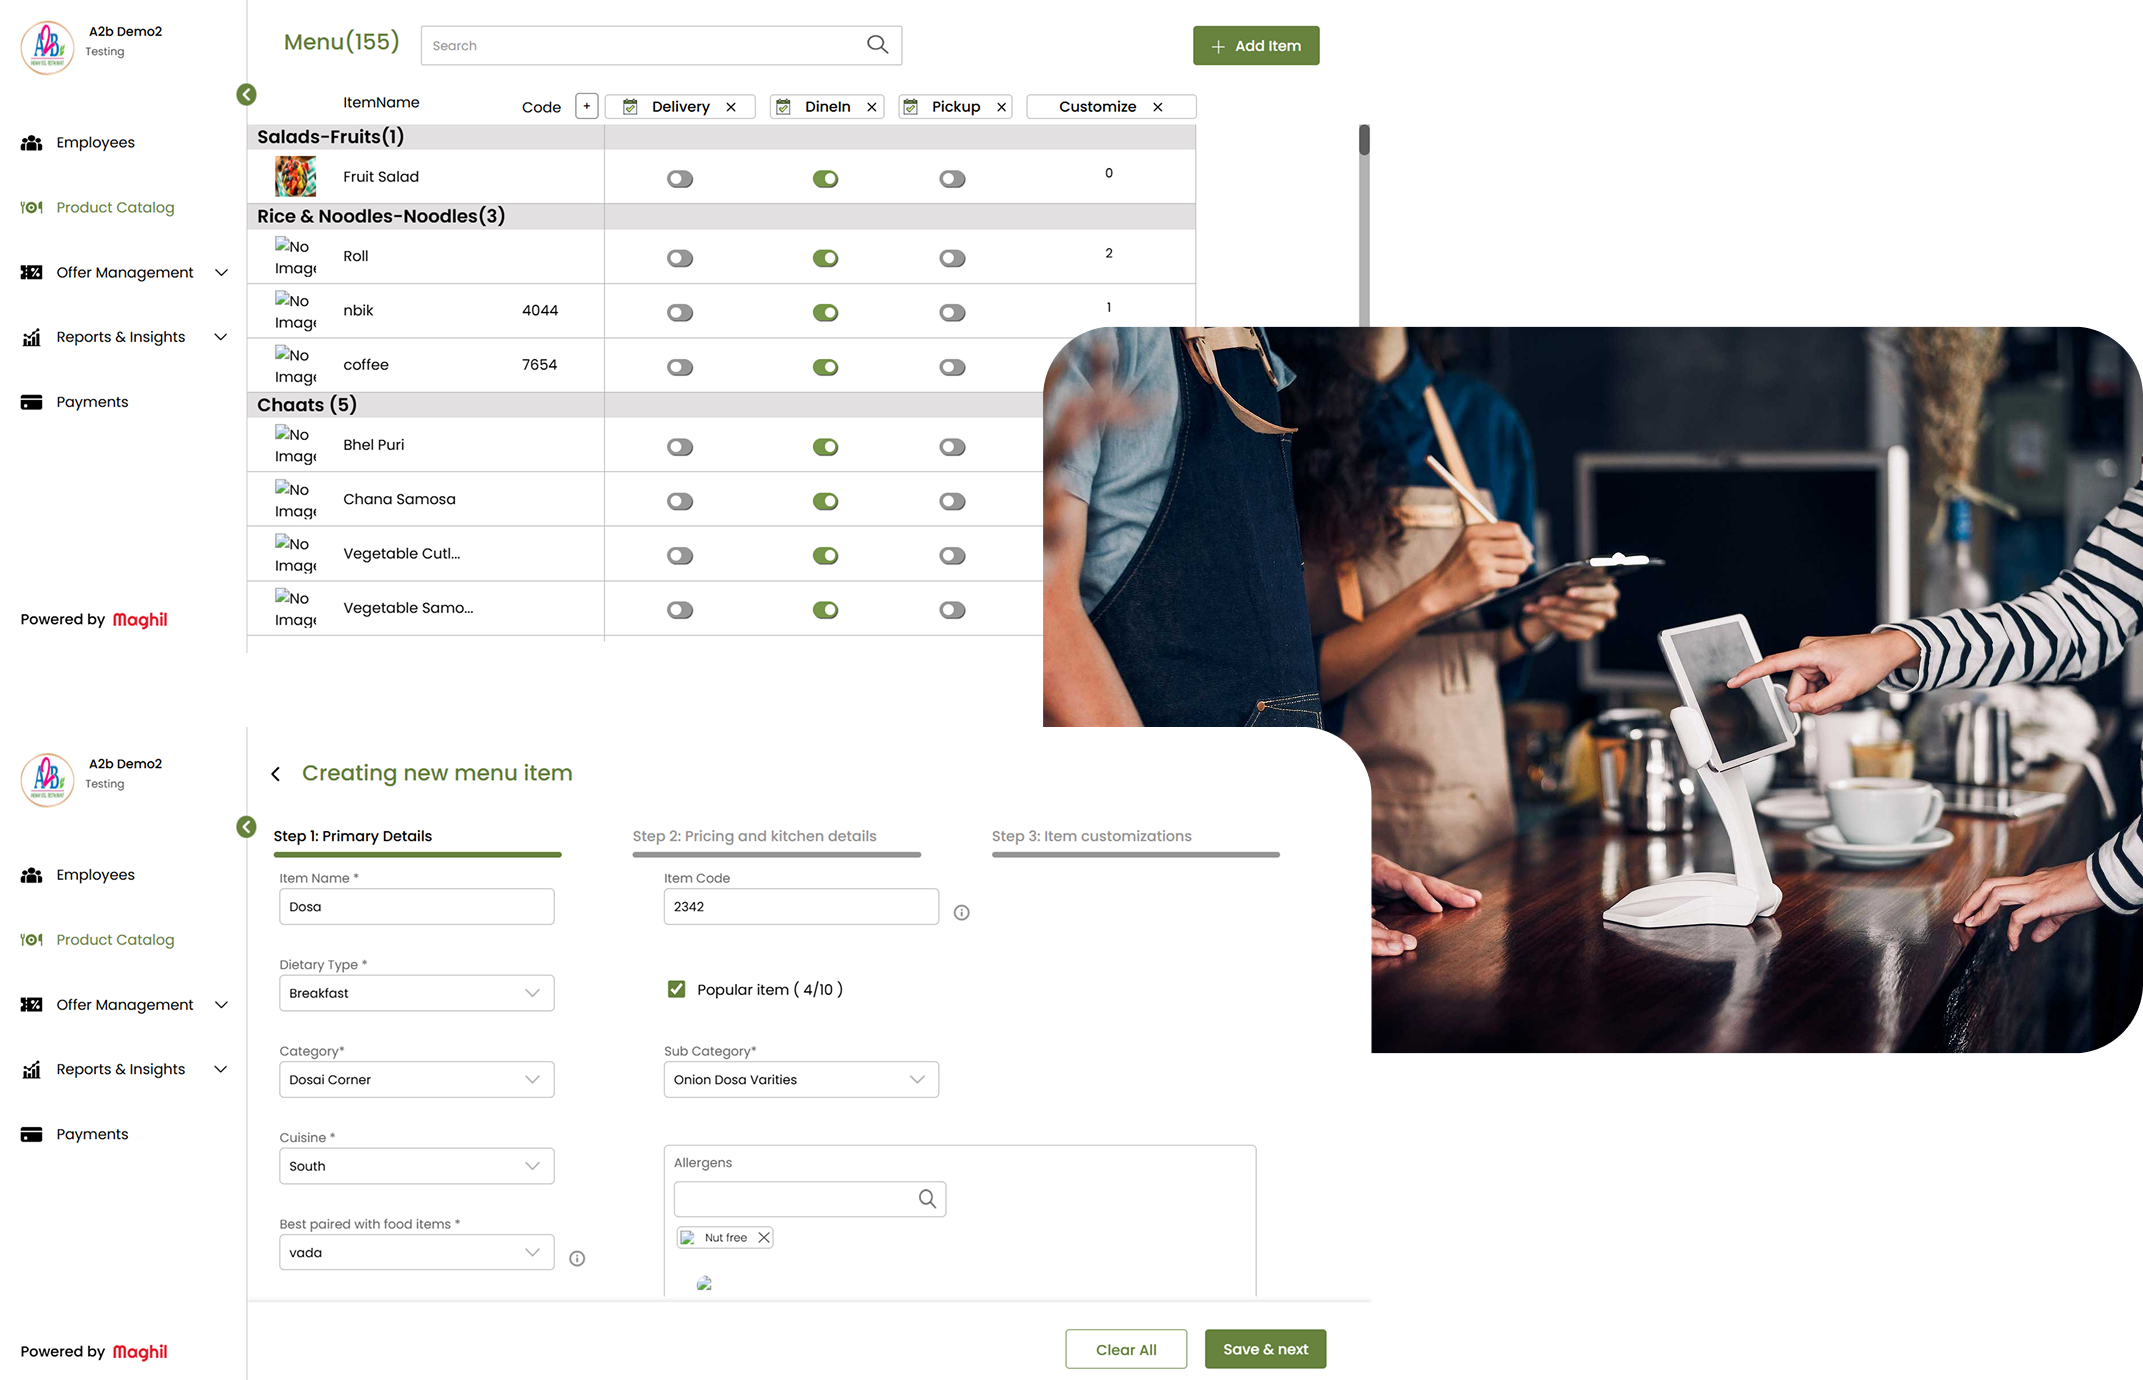 A2b Demo2
Testing
Employees
Product Catalog
Offer Management
Reports & Insights
Payments
Powered by Maghil
Menu(155)
Search
+ Add Item
ItemName Code + Delivery × DineIn × Pickup × Customize ×
Salads-Fruits(1)
Fruit Salad 0
Rice & Noodles-Noodles(3)
No Image Roll 2
No Image nbik 4044 1
No Image coffee 7654
Chaats (5)
No Image Bhel Puri
No Image Chana Samosa
No Image Vegetable Cutl...
No Image Vegetable Samo...
A2b Demo2
Testing
Employees
Product Catalog
Offer Management
Reports & Insights
Payments
Powered by Maghil
Creating new menu item
Step 1: Primary Details
Step 2: Pricing and kitchen details
Step 3: Item customizations
Item Name *
Dosa
Item Code
2342
Dietary Type *
Breakfast
Popular item ( 4/10 )
Category*
Dosai Corner
Sub Category*
Onion Dosa Varities
Cuisine *
South
Best paired with food items *
vada
Allergens
Nut free ×
Clear All
Save & next